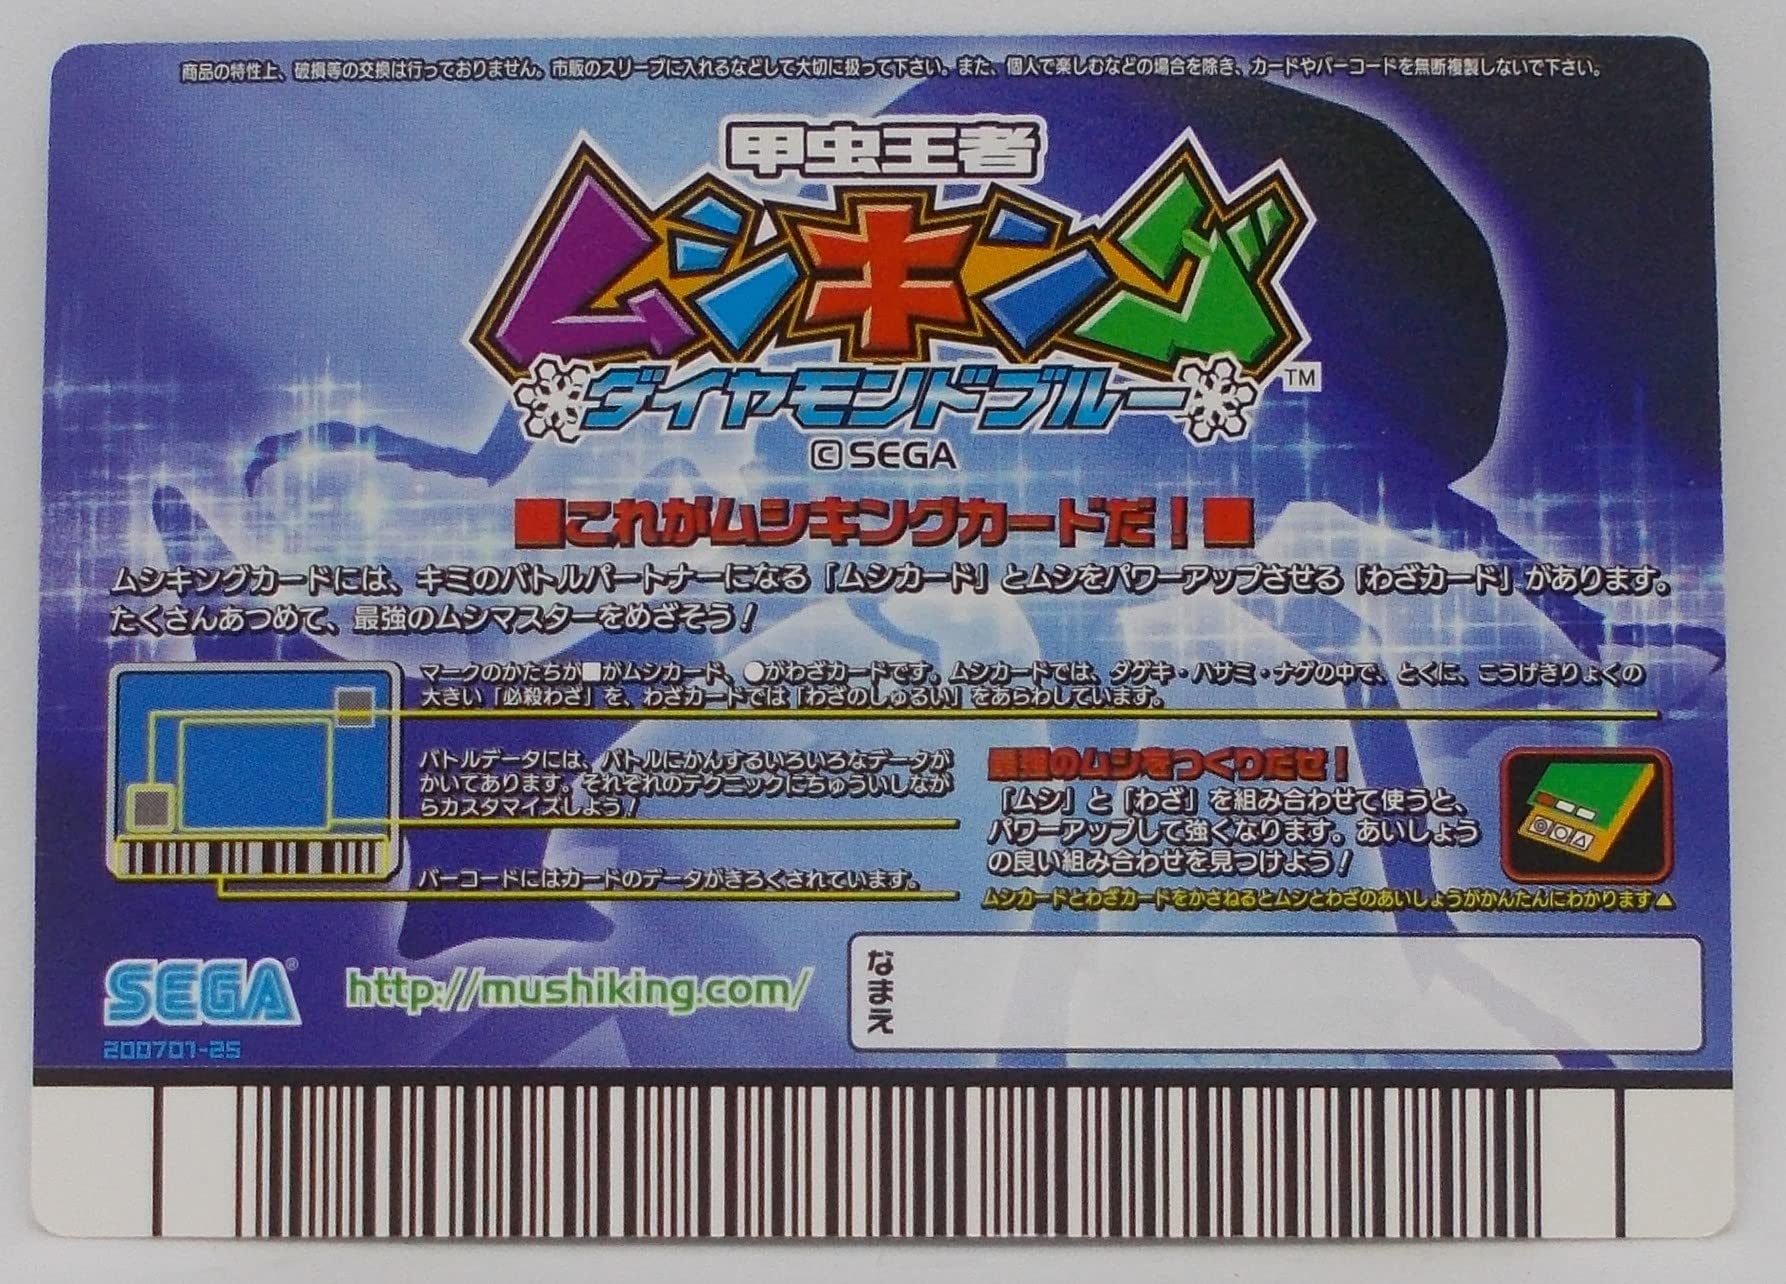 商品の特性上、破損等の交換は行っておりません。市販のスリーブに入れるなどして大切に扱って下さい。また、個人で楽しむなどの場合を除き、カードやバーコードを無断複製しないで下さい。
甲虫王者
ムシキング
ダイヤモンドブルー
TM
©SEGA
■これがムシキングカードだ!■
ムシキングカードには、キミのバトルパートナーになる「ムシカード」とムシをパワーアップさせる「わざカード」があります。
たくさんあつめて、最強のムシマスターをめざそう!
マークのかたちが■がムシカード、●がわざカードです。ムシカードでは、ダゲキ・ハサミ・ナゲの中で、とくに、こうげきりょくの
大きい「必殺わざ」を、わざカードでは「わざのしゅるい」をあらわしています。
バトルデータには、バトルにかんするいろいろなデータが
かいてあります。それぞれのテクニックにちゅういしなが
らカスタマイズしよう!
バーコードにはカードのデータがきろくされています。
最強のムシをつくりだせ!
「ムシ」と「わざ」を組み合わせて使うと、
パワーアップして強くなります。あいしょう
の良い組み合わせを見つけよう!
ムシカードとわざカードをかさねるとムシとわざのあいしょうがかんたんにわかります▲
SEGA®
http://mushiking.com/
なまえ
200701-25